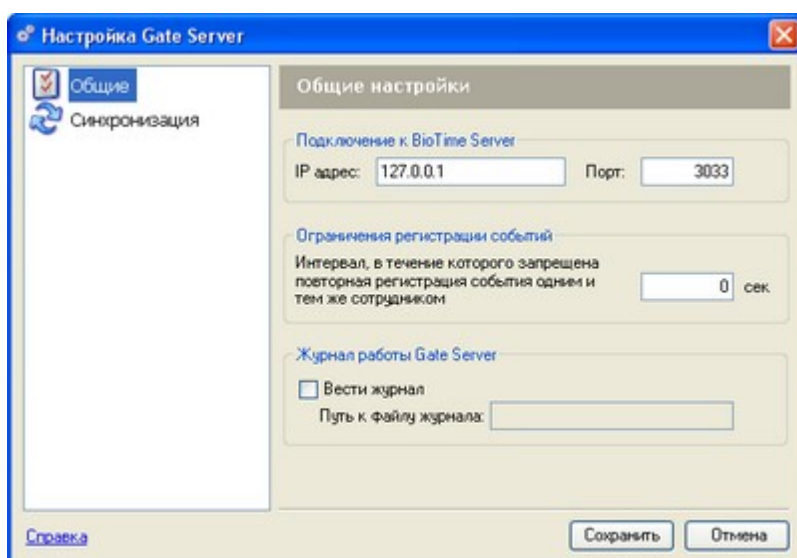 Настройка Gate Server
Общие
Синхронизация
Общие настройки
Подключение к BioTime Server
IP адрес: 127.0.0.1 Порт: 3033
Ограничения регистрации событий
Интервал, в течение которого запрещена
повторная регистрация события одним и
тем же сотрудником
0 сек
Журнал работы Gate Server
Вести журнал
Путь к файлу журнала:
Справка
Сохранить Отмена